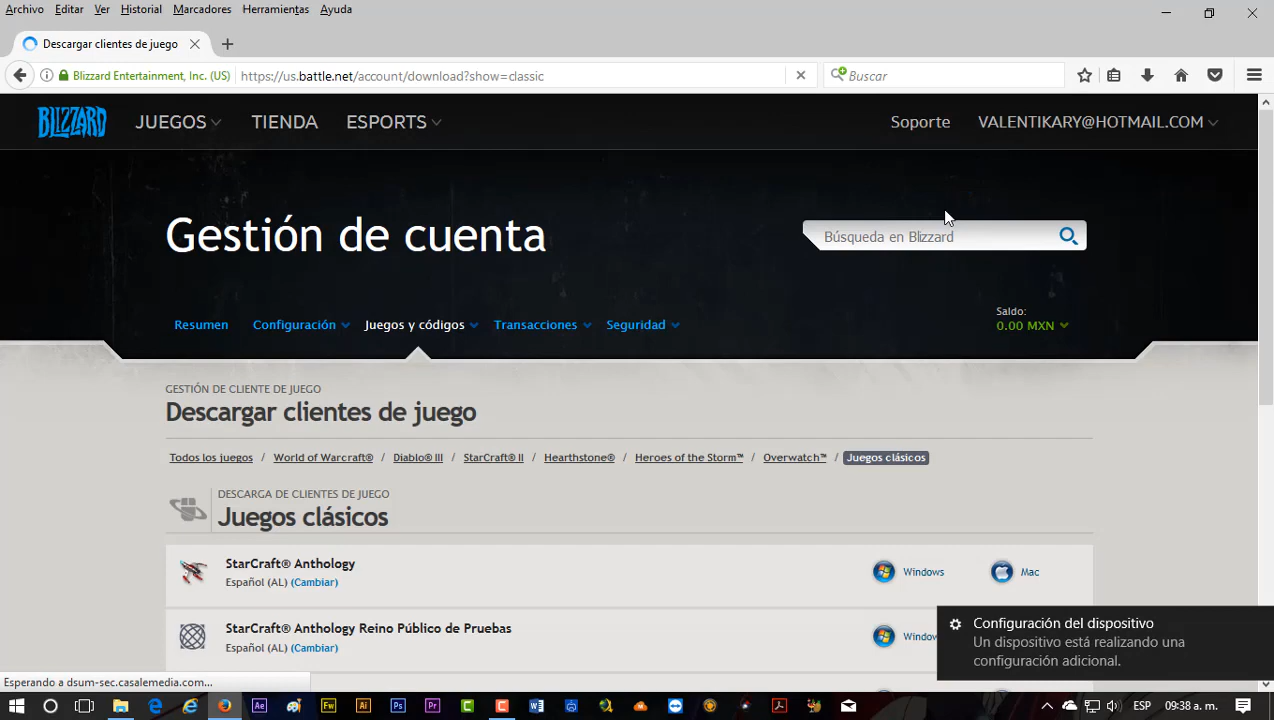 Archivo Editar Ver Historial Marcadores Herramientas Ayuda
Descargar clientes de juego
Blizzard Entertainment, Inc. (US) https://us.battle.net/account/download?show=classic Buscar
BLIZZARD JUEGOS TIENDA ESPORTS Soporte VALENTIKARY@HOTMAIL.COM
Gestión de cuenta
Búsqueda en Blizzard
Saldo:
Resumen Configuración Juegos y códigos Transacciones Seguridad 0.00 MXN
GESTIÓN DE CLIENTE DE JUEGO
Descargar clientes de juego
Todos los juegos / World of Warcraft® / Diablo® III / StarCraft® II / Hearthstone® / Heroes of the Storm™ / Overwatch™ / Juegos clásicos
DESCARGA DE CLIENTES DE JUEGO
Juegos clásicos
StarCraft® Anthology
Español (AL) (Cambiar) Windows Mac
StarCraft® Anthology Reino Público de Pruebas
Español (AL) (Cambiar)
Configuración del dispositivo
Un dispositivo está realizando una
configuración adicional.
Esperando a dsum-sec.casalemedia.com...
Ae Fw Ai Ps Pr C C W ESP 09:38 a. m.